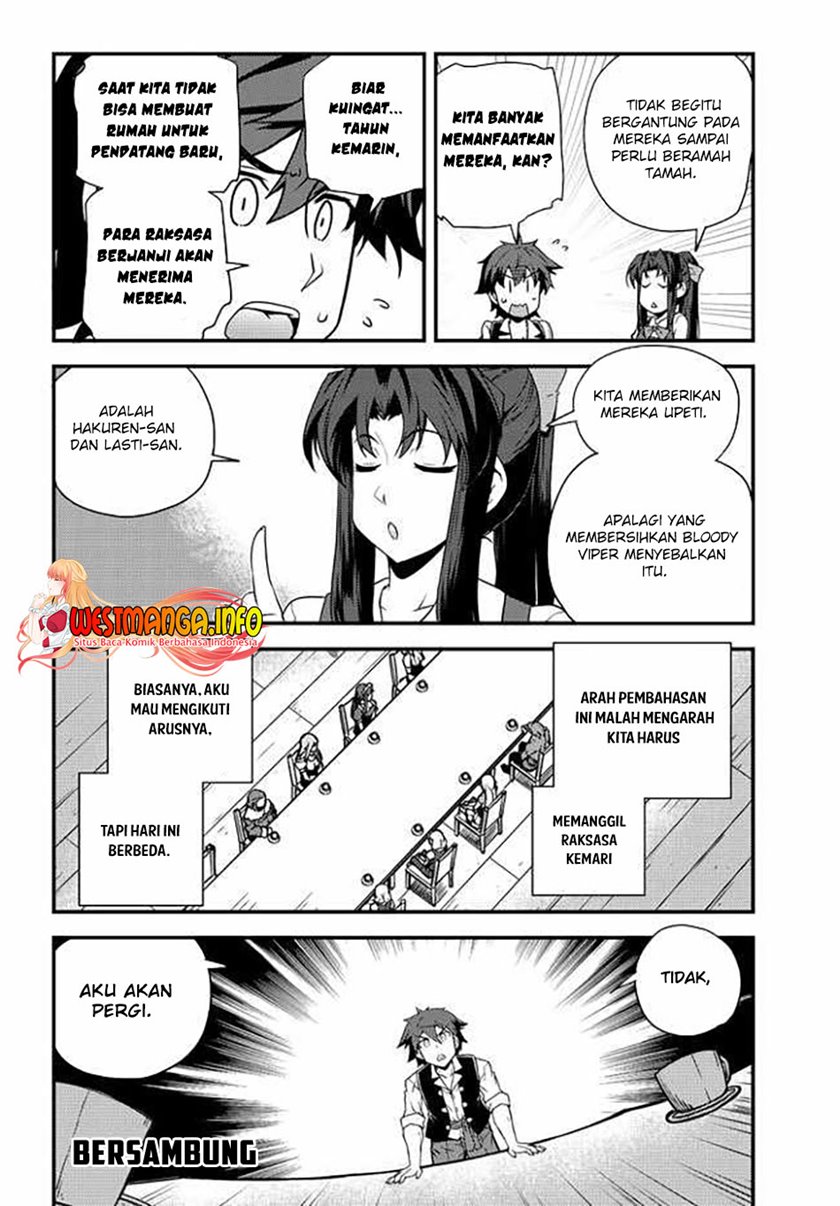 TIDAK BEGITU
BERGANTUNG PADA
MEREKA SAMPAI
PERLU BERAMAH
TAMAH.
KITA BANYAK
MEMANFAATKAN
MEREKA, KAN?
BIAR
KUINGAT...
TAHUN
KEMARIN,
SAAT KITA TIDAK
BISA MEMBUAT
RUMAH UNTUK
PENDATANG BARU,
PARA RAKSASA
BERJANJI AKAN
MENERIMA
MEREKA.
KITA MEMBERIKAN
MEREKA UPETI.
APALAGI YANG
MEMBERSIHKAN BLOODY
VIPER MENYEBALKAN
ITU.
ADALAH
HAKUREN-SAN
DAN LASTI-SAN.
WESTMANGA.INFO
Situs Baca Komik Berbahasa Indonesia
ARAH PEMBAHASAN
INI MALAH MENGARAH
KITA HARUS
MEMANGGIL
RAKSASA
KEMARI
BIASANYA, AKU
MAU MENGIKUTI
ARUSNYA.
TAPI HARI INI
BERBEDA.
TIDAK,
AKU AKAN
PERGI.
BERSAMBUNG